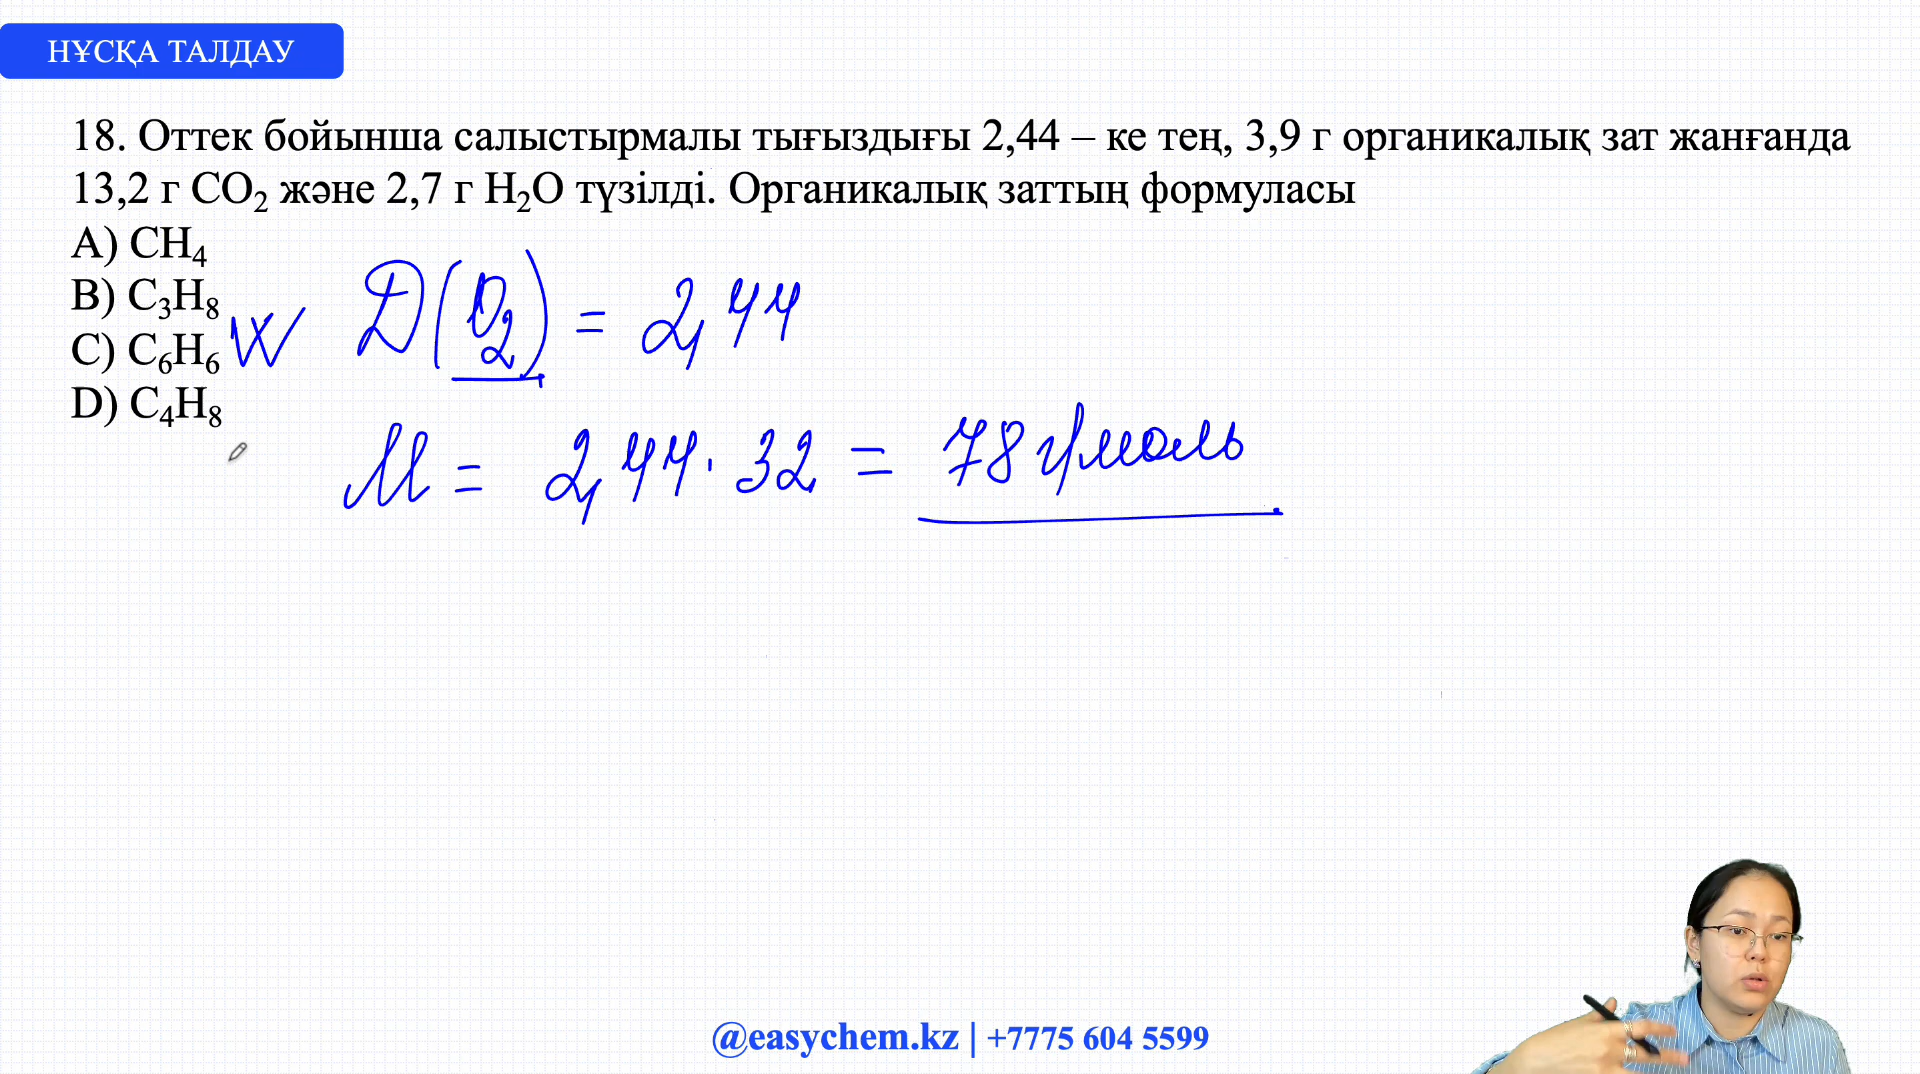 НҰСҚА ТАЛДАУ
18. Оттек бойынша салыстырмалы тығыздығы 2,44 – ке тең, 3,9 г органикалық зат жанғанда
13,2 г CO₂ және 2,7 г H₂O түзілді. Органикалық заттың формуласы
A) CH₄
B) C₃H₈
C) C₆H₆
D) C₄H₈
D(O₂) = 2,44
M = 2,44 · 32 = 78 г/моль
@easychem.kz | +7775 604 5599